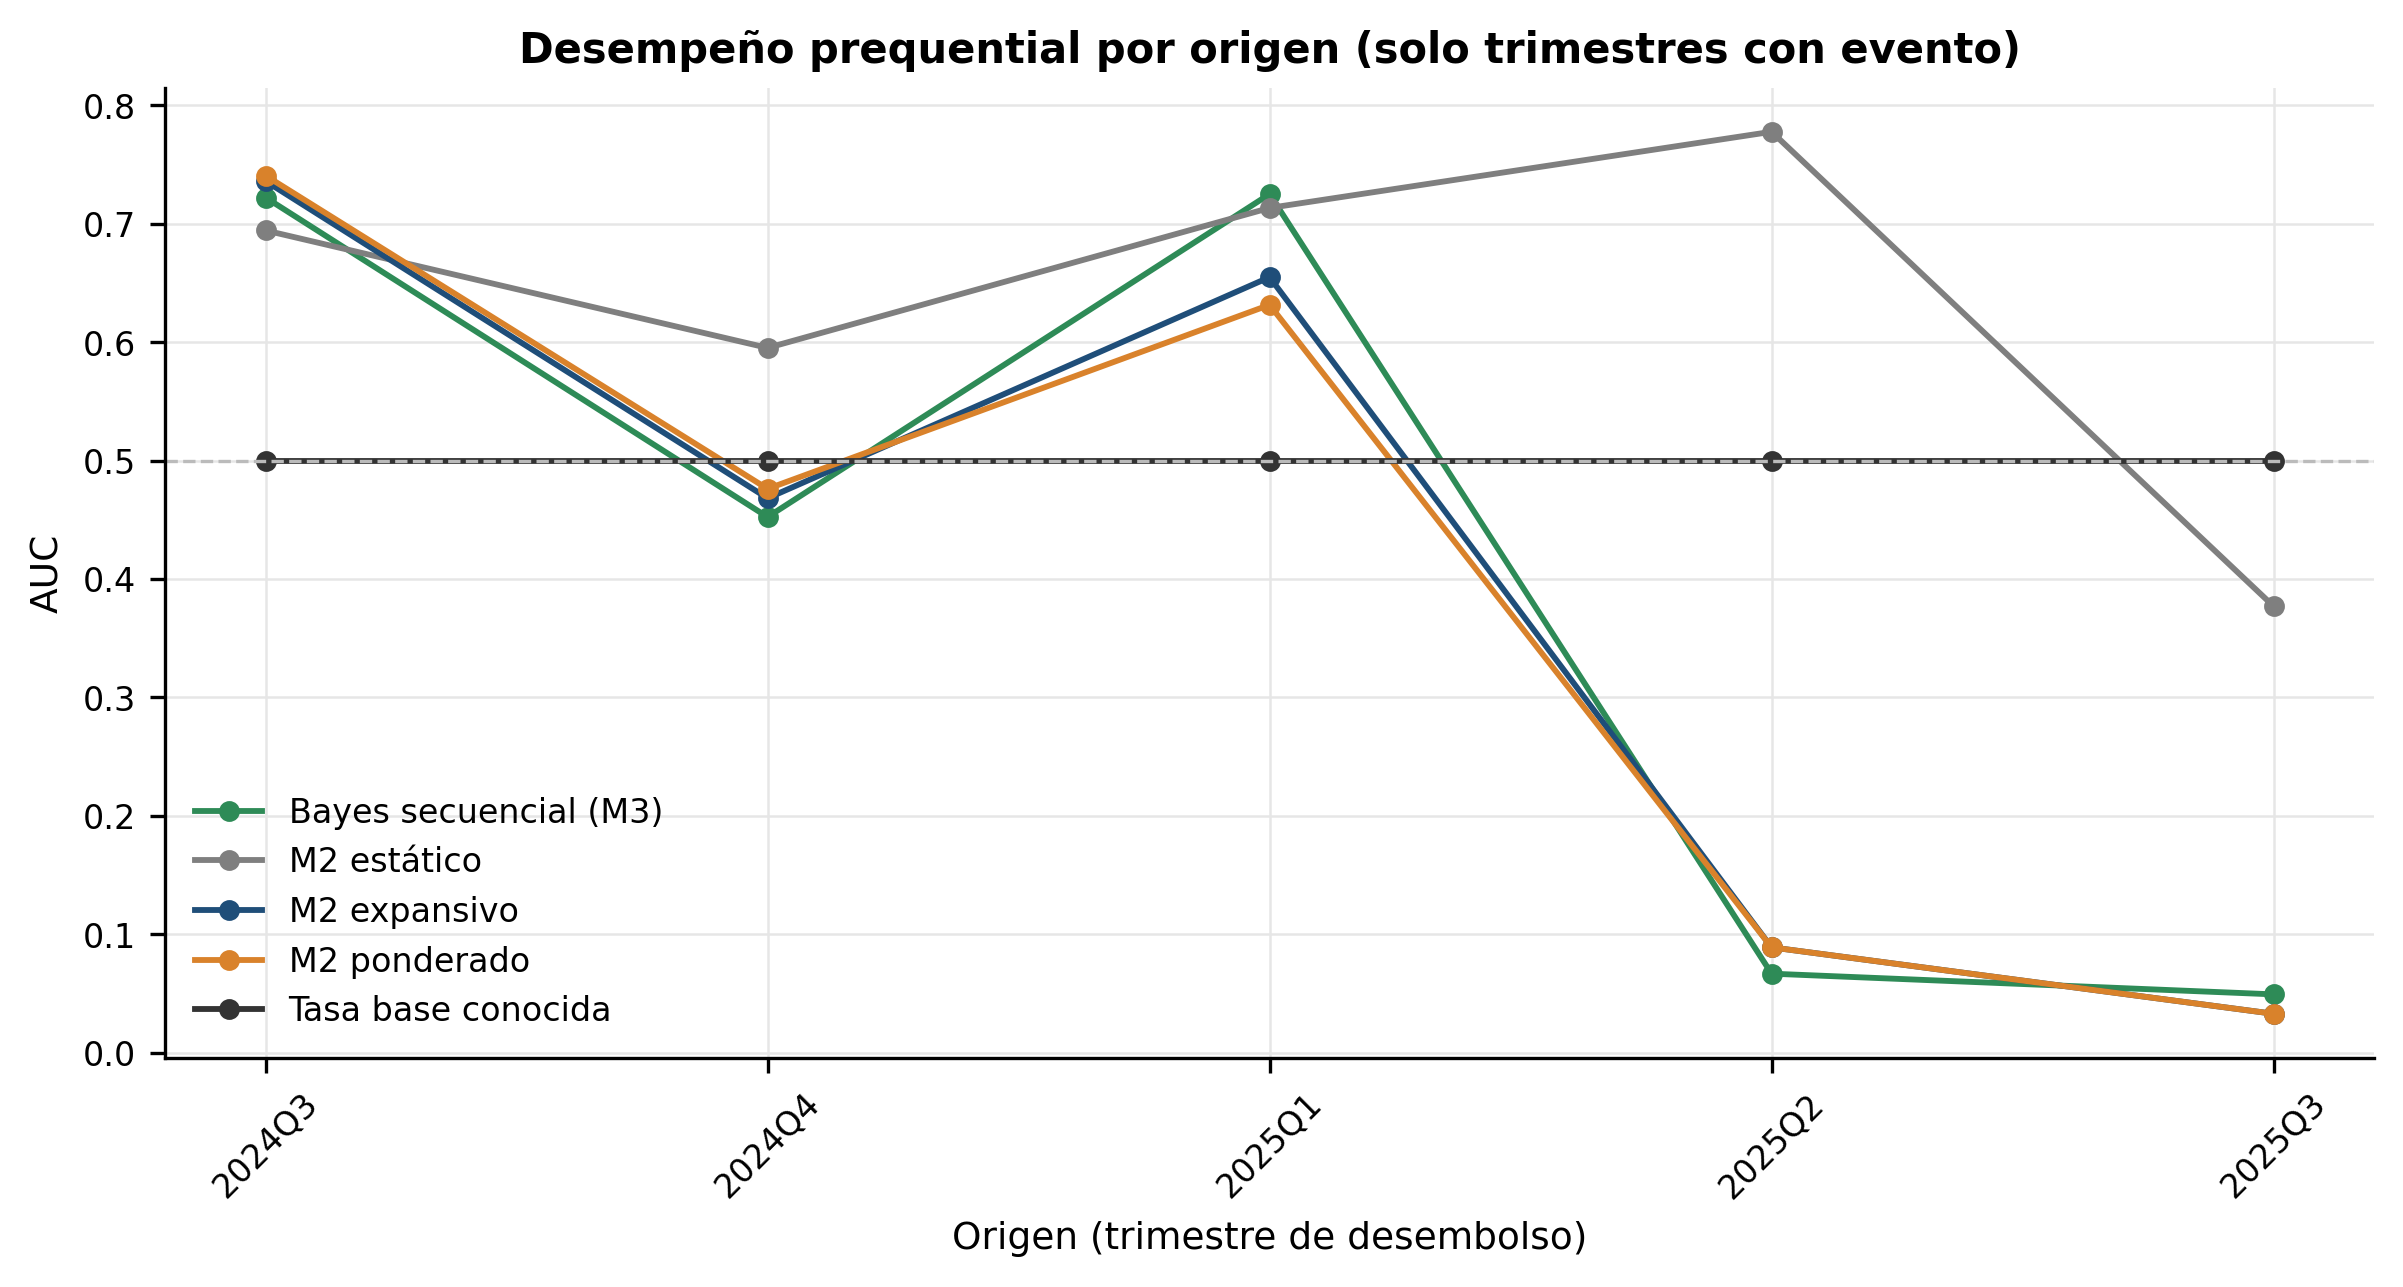 Desempeño prequential por origen (solo trimestres con evento)
AUC
0.8
0.7
0.6
0.5
0.4
0.3
0.2
0.1
0.0
Bayes secuencial (M3)
M2 estático
M2 expansivo
M2 ponderado
Tasa base conocida
2024Q3
2024Q4
2025Q1
2025Q2
2025Q3
Origen (trimestre de desembolso)